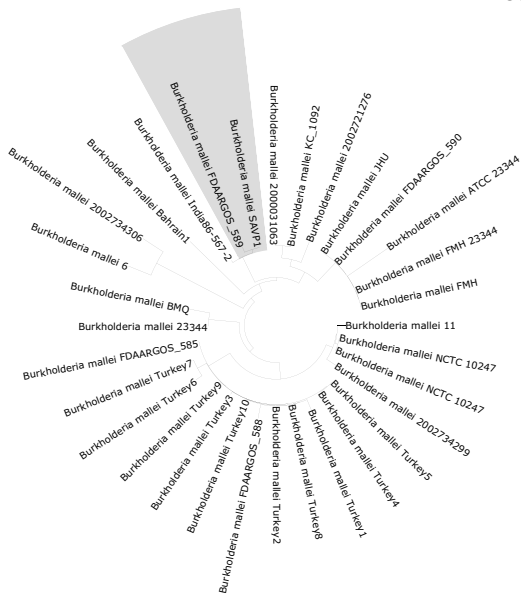 Burkholderia mallei 2000031063
Burkholderia mallei KC_1092
Burkholderia mallei 2002721276
Burkholderia mallei JHU
Burkholderia mallei FDAARGOS_590
Burkholderia mallei ATCC 23344
Burkholderia mallei FMH 23344
Burkholderia mallei FMH
Burkholderia mallei 11
Burkholderia mallei NCTC 10247
Burkholderia mallei NCTC 10247
Burkholderia mallei 2002734299
Burkholderia mallei Turkey5
Burkholderia mallei Turkey4
Burkholderia mallei Turkey1
Burkholderia mallei Turkey8
Burkholderia mallei Turkey2
Burkholderia mallei FDAARGOS_588
Burkholderia mallei Turkey10
Burkholderia mallei Turkey3
Burkholderia mallei Turkey9
Burkholderia mallei Turkey6
Burkholderia mallei Turkey7
Burkholderia mallei FDAARGOS_585
Burkholderia mallei 23344
Burkholderia mallei BMQ
Burkholderia mallei 6
Burkholderia mallei 2002734306
Burkholderia mallei Bahrain1
Burkholderia mallei India86-567-2
Burkholderia mallei FDAARGOS_589
Burkholderia mallei SAVP1